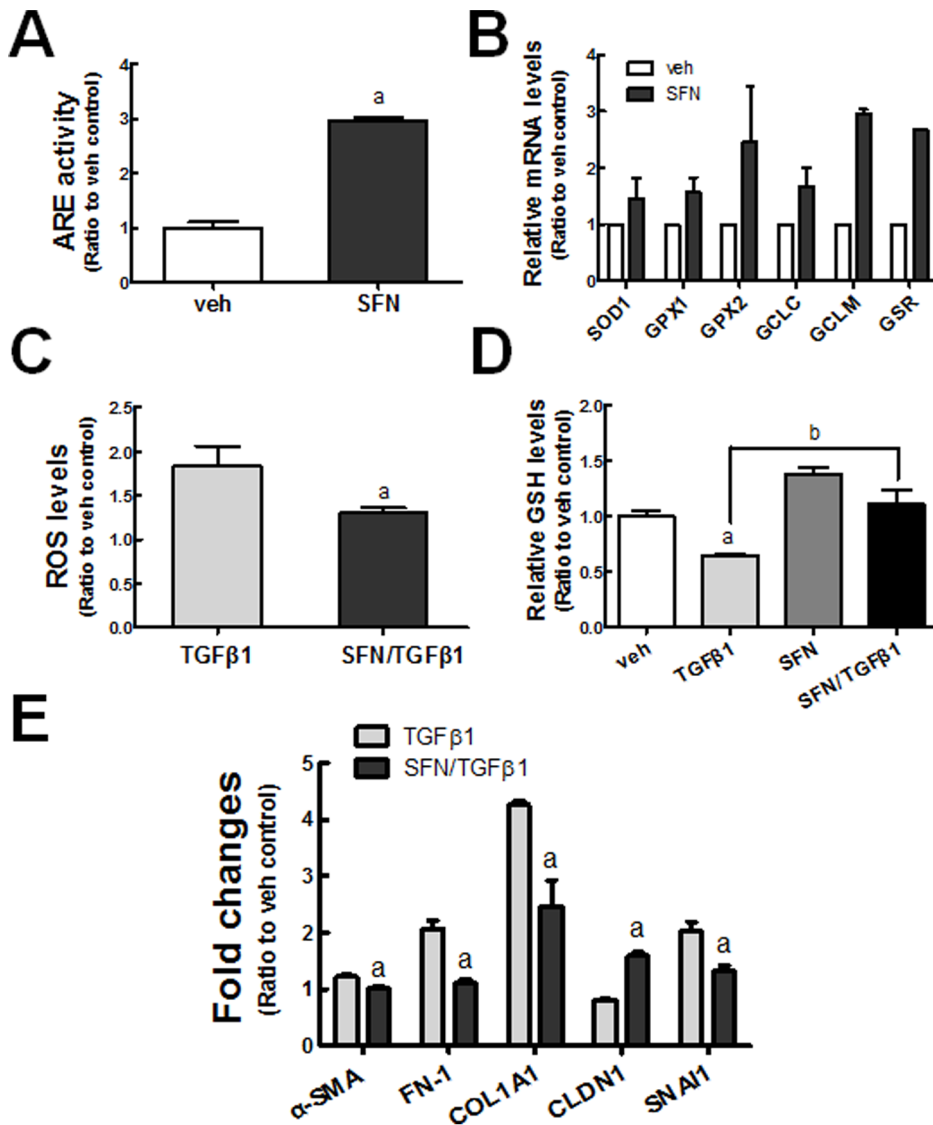 A
ARE activity
(Ratio to veh control)
4
3
2
1
0
a
veh
SFN
B
Relative mRNA levels
(Ratio to veh control)
4
3
2
1
0
veh
SFN
SOD1
GPX1
GPX2
GCLC
GCLM
GSR
C
ROS levels
(Ratio to veh control)
2.5
2.0
1.5
1.0
0.5
0.0
a
TGFβ1
SFN/TGFβ1
D
Relative GSH levels
(Ratio to veh control)
2.0
1.5
1.0
0.5
0.0
a
b
veh
TGFβ1
SFN
SFN/TGFβ1
E
TGFβ1
SFN/TGFβ1
Fold changes
(Ratio to veh control)
5
4
3
2
1
0
a
a
a
a
a
α-SMA
FN-1
COL1A1
CLDN1
SNAI1